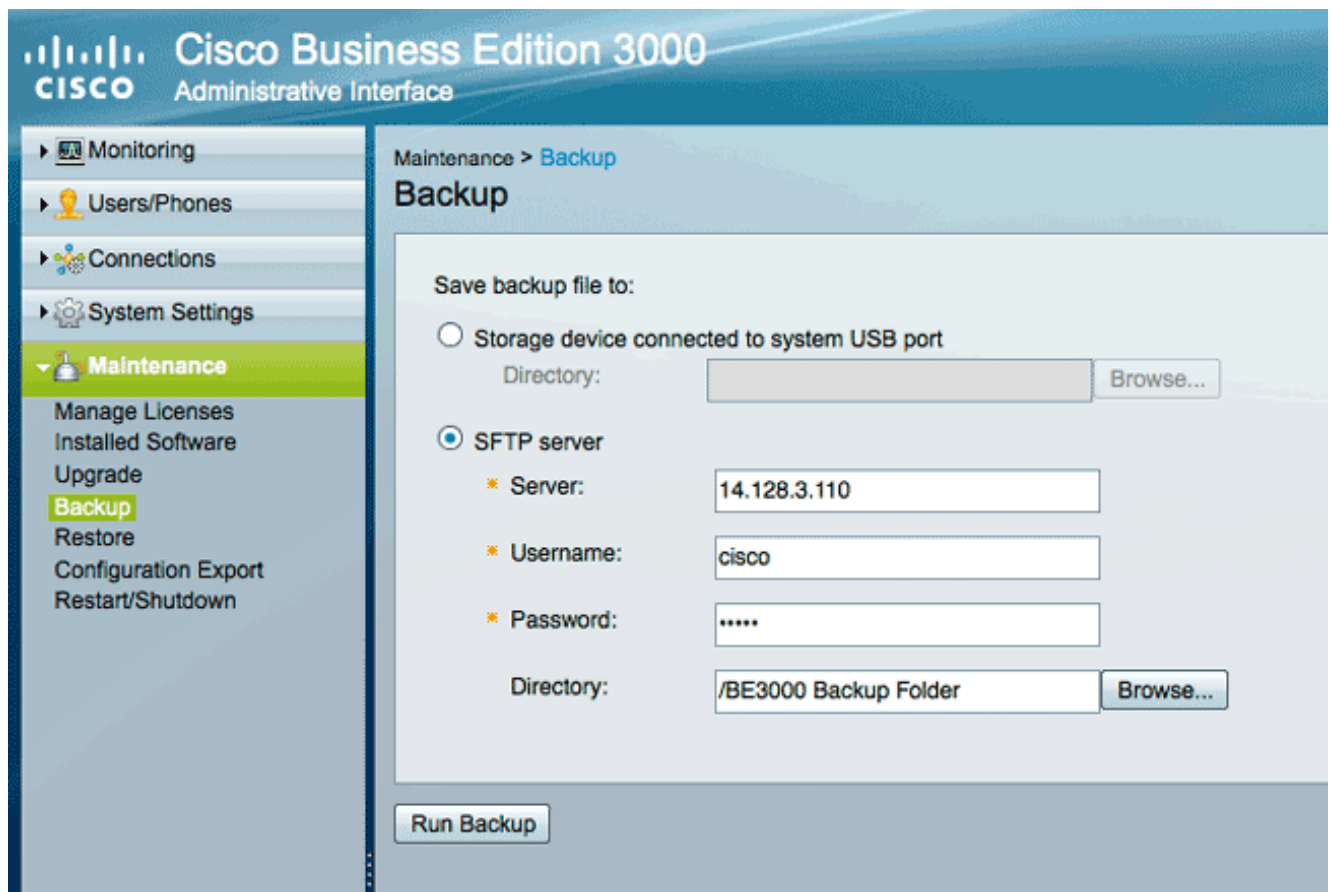 CISCO
Cisco Business Edition 3000
Administrative Interface
Monitoring
Users/Phones
Connections
System Settings
Maintenance
Manage Licenses
Installed Software
Upgrade
Backup
Restore
Configuration Export
Restart/Shutdown
Maintenance > Backup
Backup
Save backup file to:
Storage device connected to system USB port
Directory: Browse...
SFTP server
* Server: 14.128.3.110
* Username: cisco
* Password: •••••
Directory: /BE3000 Backup Folder Browse...
Run Backup